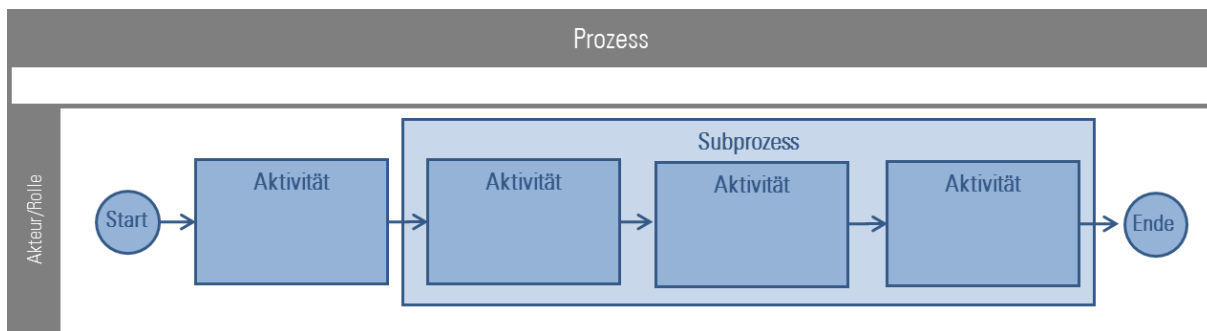 Prozess
Akteur/Rolle
Subprozess
Start
Aktivität
Aktivität
Aktivität
Aktivität
Ende